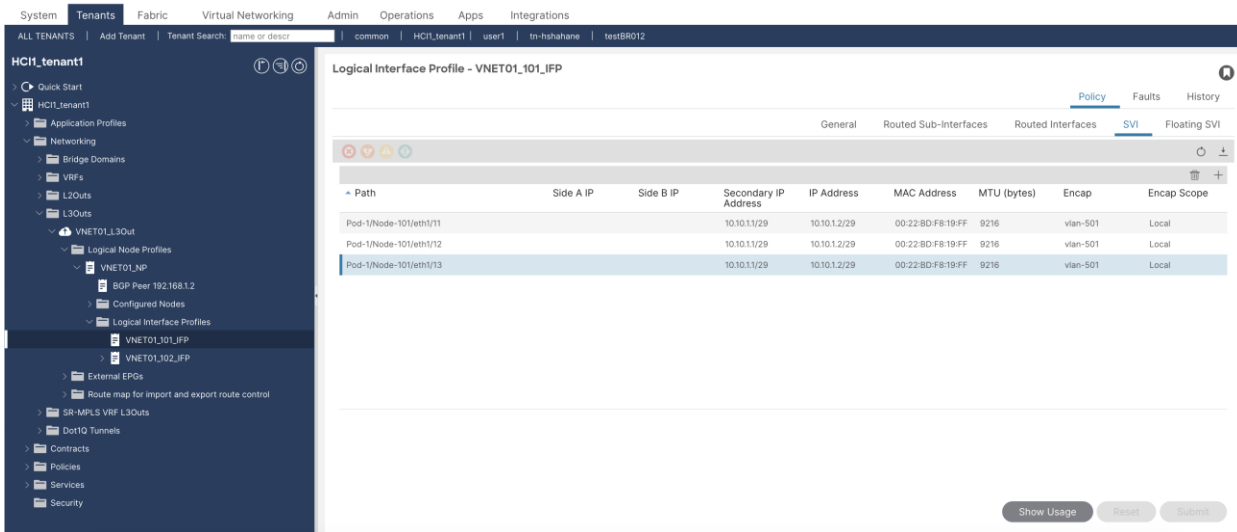 System Tenants Fabric Virtual Networking Admin Operations Apps Integrations
ALL TENANTS | Add Tenant | Tenant Search: name or descr | common | HCI1_tenant1 | user1 | tn-hshahane | testBR012
HCI1_tenant1
Quick Start
HCI1_tenant1
Application Profiles
Networking
Bridge Domains
VRFs
L2Outs
L3Outs
VNET01_L3Out
Logical Node Profiles
VNET01_NP
BGP Peer 192.168.1.2
Configured Nodes
Logical Interface Profiles
VNET01_101_IFP
VNET01_102_IFP
External EPGs
Route map for import and export route control
SR-MPLS VRF L3Outs
Dot1Q Tunnels
Contracts
Policies
Services
Security
Logical Interface Profile - VNET01_101_IFP
Policy Faults History
General Routed Sub-Interfaces Routed Interfaces SVI Floating SVI
Path Side A IP Side B IP Secondary IP Address IP Address MAC Address MTU (bytes) Encap Encap Scope
Pod-1/Node-101/eth1/11 10.10.1.1/29 10.10.1.2/29 00:22:BD:F8:19:FF 9216 vlan-501 Local
Pod-1/Node-101/eth1/12 10.10.1.1/29 10.10.1.2/29 00:22:BD:F8:19:FF 9216 vlan-501 Local
Pod-1/Node-101/eth1/13 10.10.1.1/29 10.10.1.2/29 00:22:BD:F8:19:FF 9216 vlan-501 Local
Show Usage Reset Submit